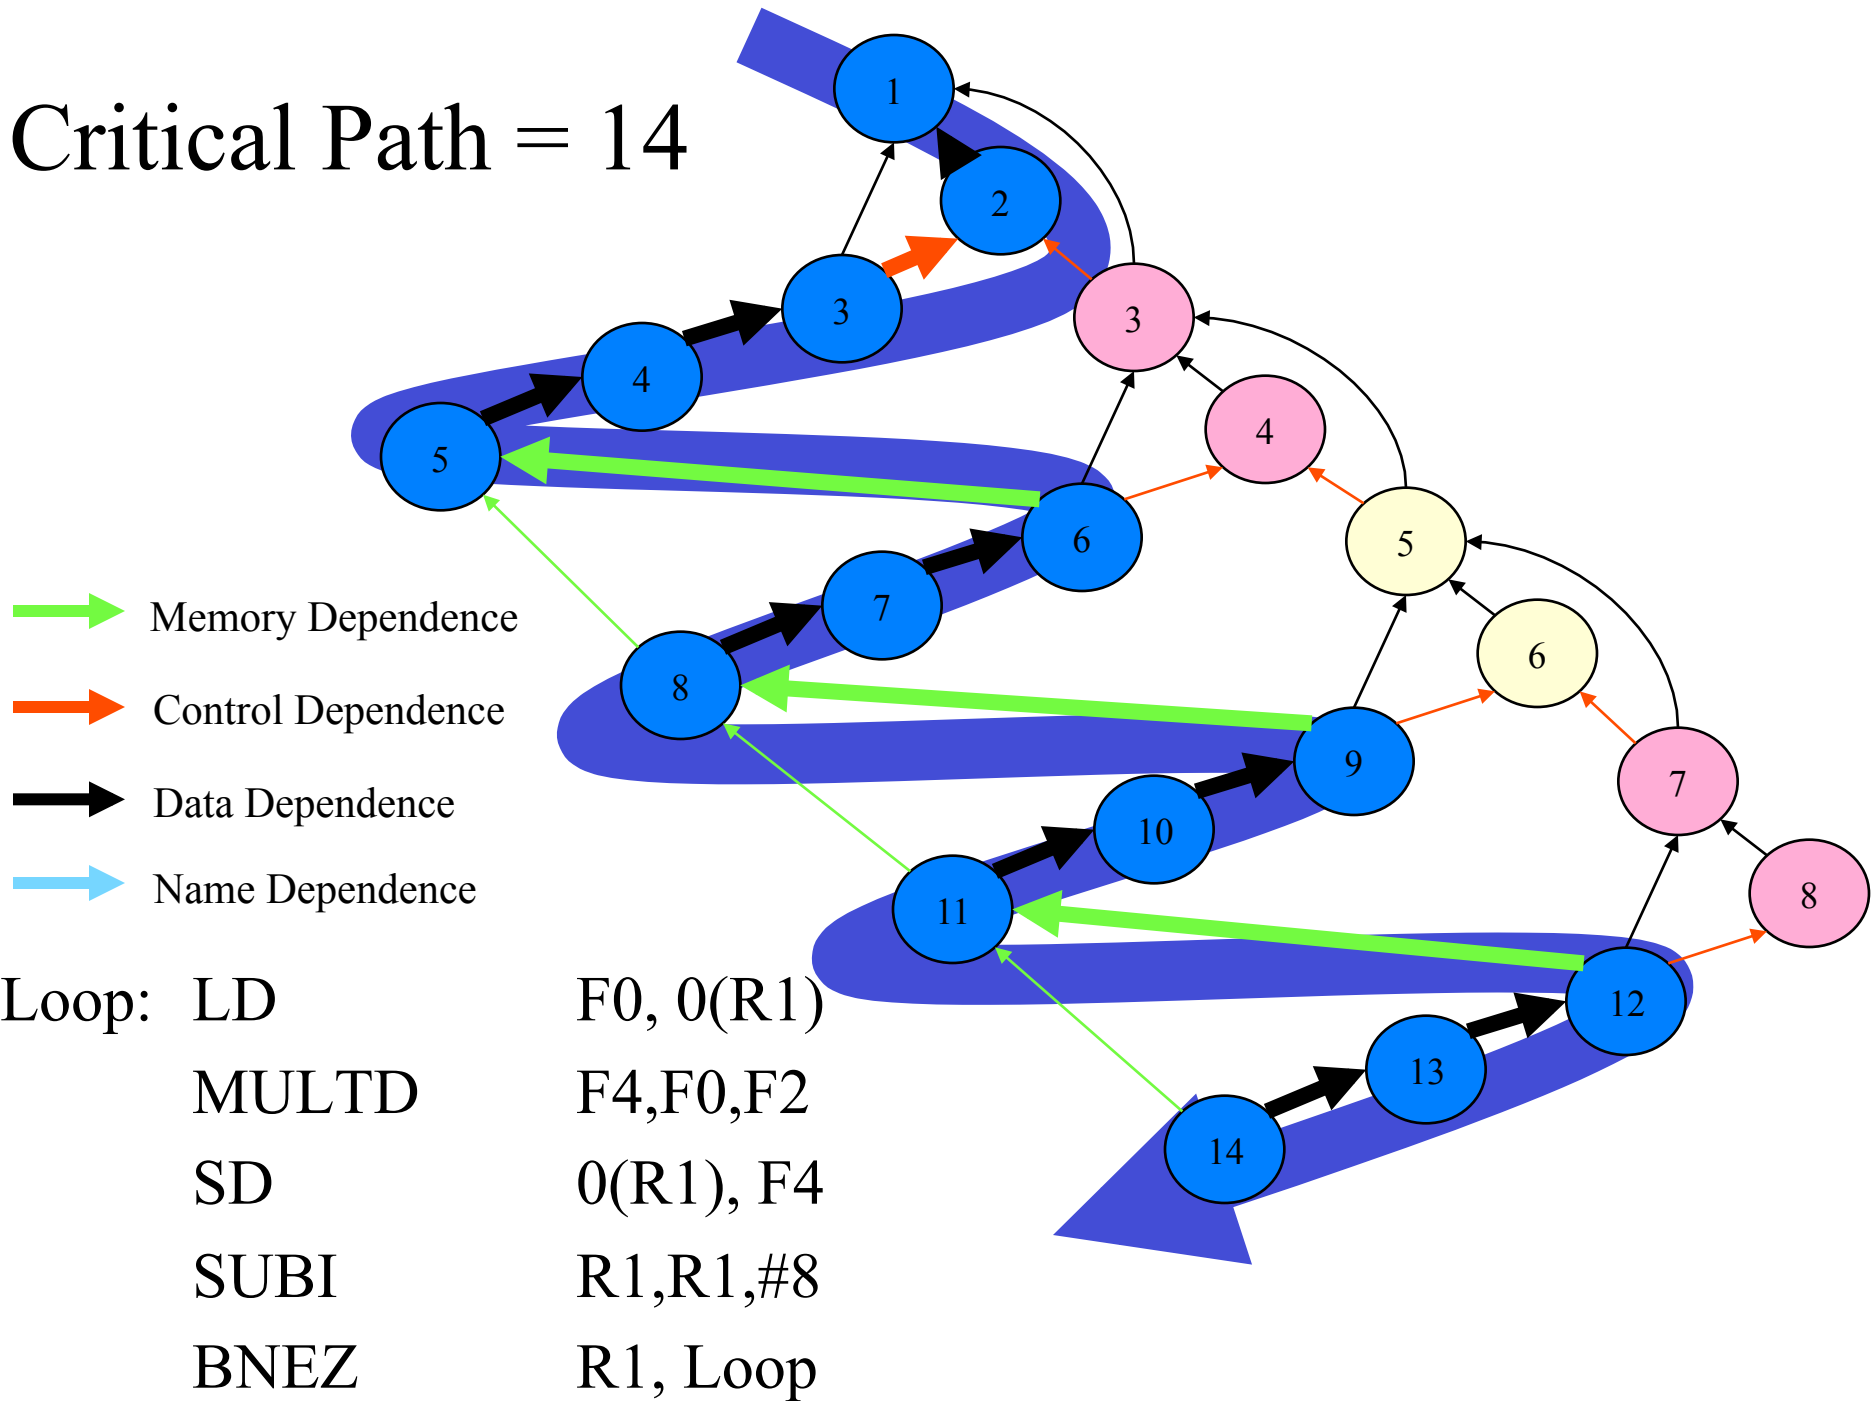 Critical Path = 14
1
2
3
3
4
4
5
5
6
6
7
7
8
8
9
10
11
12
13
14
Memory Dependence
Control Dependence
Data Dependence
Name Dependence
Loop: LD F0, 0(R1)
MULTD F4,F0,F2
SD 0(R1), F4
SUBI R1,R1,#8
BNEZ R1, Loop